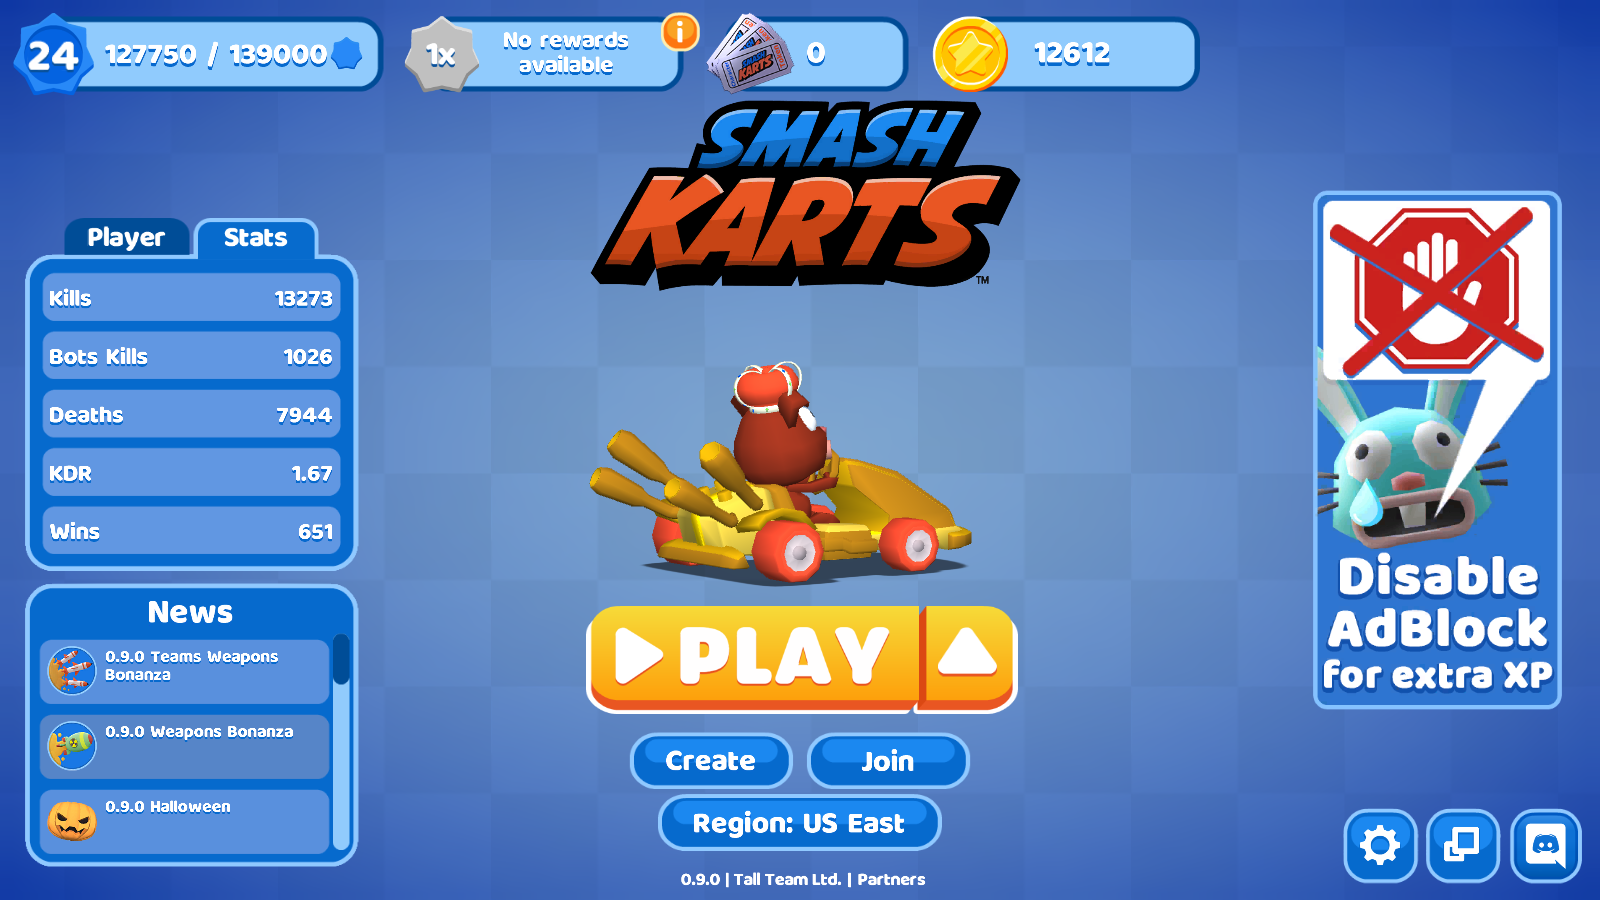 24
127750 / 139000
1x
No rewards
available
i
SMASH
KARTS
0
12612
SMASH
KARTS
TM
Player
Stats
Kills 13273
Bots Kills 1026
Deaths 7944
KDR 1.67
Wins 651
News
0.9.0 Teams Weapons
Bonanza
0.9.0 Weapons Bonanza
0.9.0 Halloween
PLAY
Create
Join
Region: US East
0.9.0 | Tall Team Ltd. | Partners
Disable
AdBlock
for extra XP